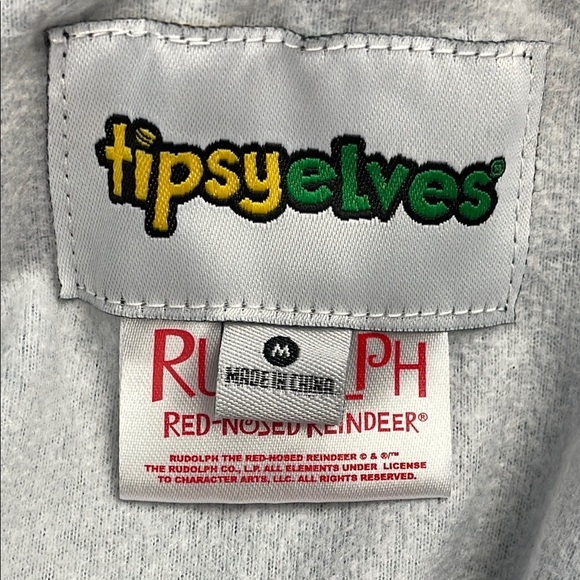 tipsyelves®
RU LPH
M
MADE IN CHINA
RED-NOSED REINDEER®
RUDOLPH THE RED-NOSED REINDEER © & ®/™
THE RUDOLPH CO., L.P. ALL ELEMENTS UNDER LICENSE
TO CHARACTER ARTS, LLC. ALL RIGHTS RESERVED.